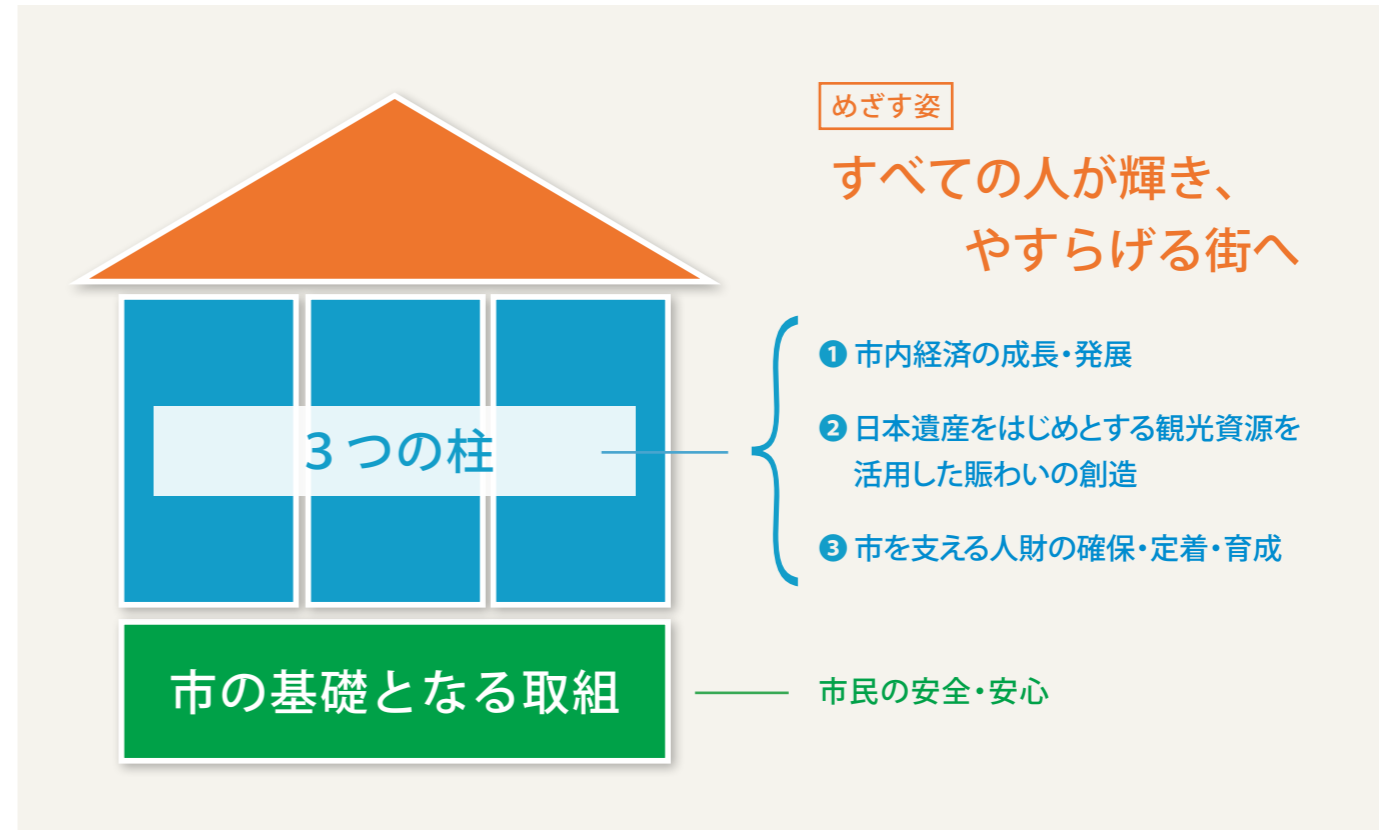 めざす姿
すべての人が輝き、
やすらげる街へ
3つの柱
❶ 市内経済の成長・発展
❷ 日本遺産をはじめとする観光資源を
活用した賑わいの創造
❸ 市を支える人財の確保・定着・育成
市の基礎となる取組
市民の安全・安心